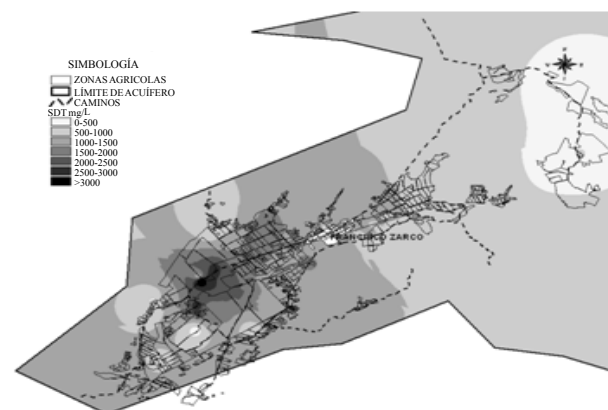 SIMBOLOGÍA
ZONAS AGRICOLAS
LÍMITE DE ACUÍFERO
CAMINOS
SDT mg/L
0-500
500-1000
1000-1500
1500-2000
2000-2500
2500-3000
>3000
FRANCISCO ZARCO